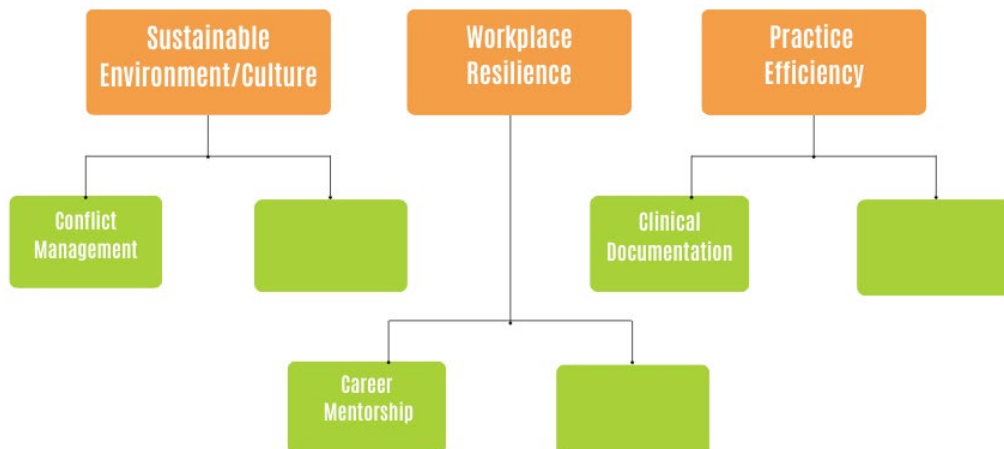 Sustainable
Environment/Culture
Workplace
Resilience
Practice
Efficiency
Conflict
Management
Clinical
Documentation
Career
Mentorship